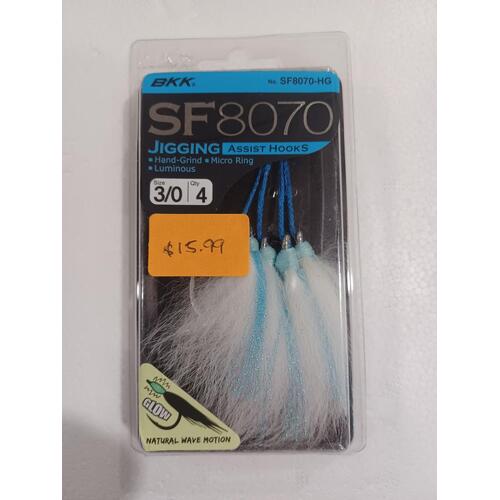 BKK
No. SF8070-HG
SF8070
JIGGING ASSIST HOOKS
• Hand-Grind • Micro Ring
• Luminous
Size Qty
3/0 4
$15.99
GLOW
NATURAL WAVE MOTION